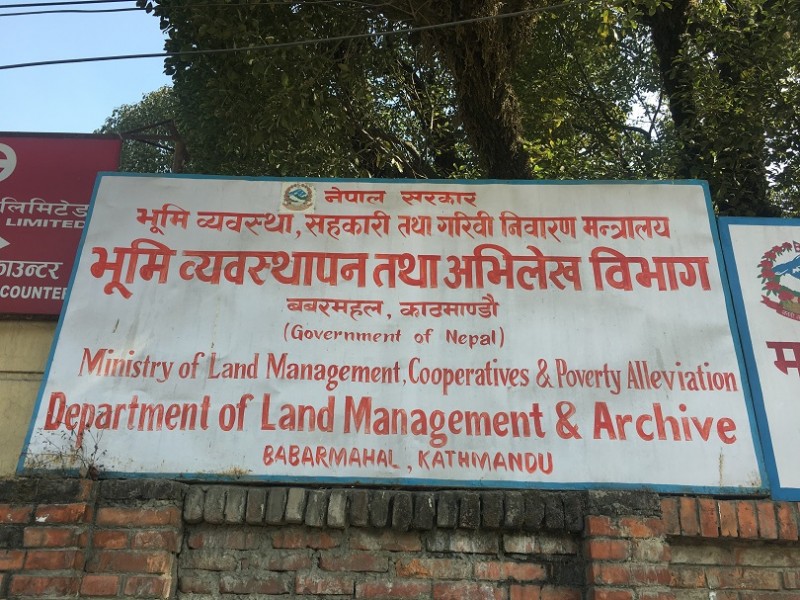 लिमिटेड
LIMITED
काउन्टर
COUNTER
नेपाल सरकार
भूमि व्यवस्था, सहकारी तथा गरिवी निवारण मन्त्रालय
भूमि व्यवस्थापन तथा अभिलेख विभाग
बबरमहल, काठमाण्डौ
(Government of Nepal)
Ministry of Land Management, Cooperatives & Poverty Alleviation
Department of Land Management & Archive
BABARMAHAL, KATHMANDU